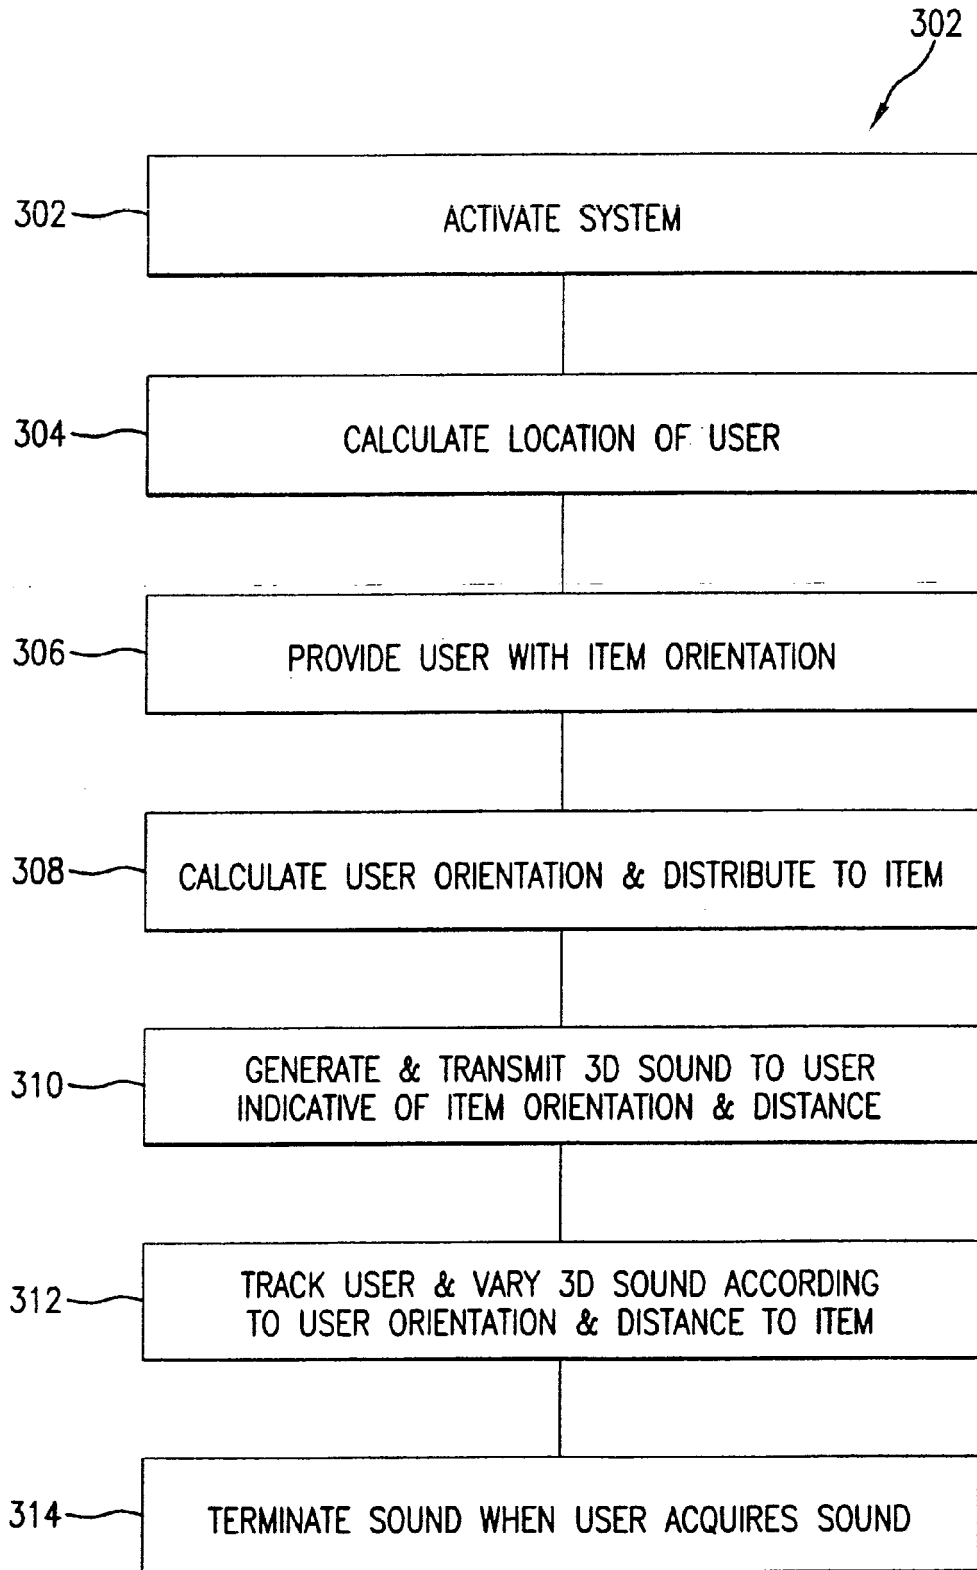 302
302
ACTIVATE SYSTEM
304
CALCULATE LOCATION OF USER
306
PROVIDE USER WITH ITEM ORIENTATION
308
CALCULATE USER ORIENTATION & DISTRIBUTE TO ITEM
310
GENERATE & TRANSMIT 3D SOUND TO USER
INDICATIVE OF ITEM ORIENTATION & DISTANCE
312
TRACK USER & VARY 3D SOUND ACCORDING
TO USER ORIENTATION & DISTANCE TO ITEM
314
TERMINATE SOUND WHEN USER ACQUIRES SOUND